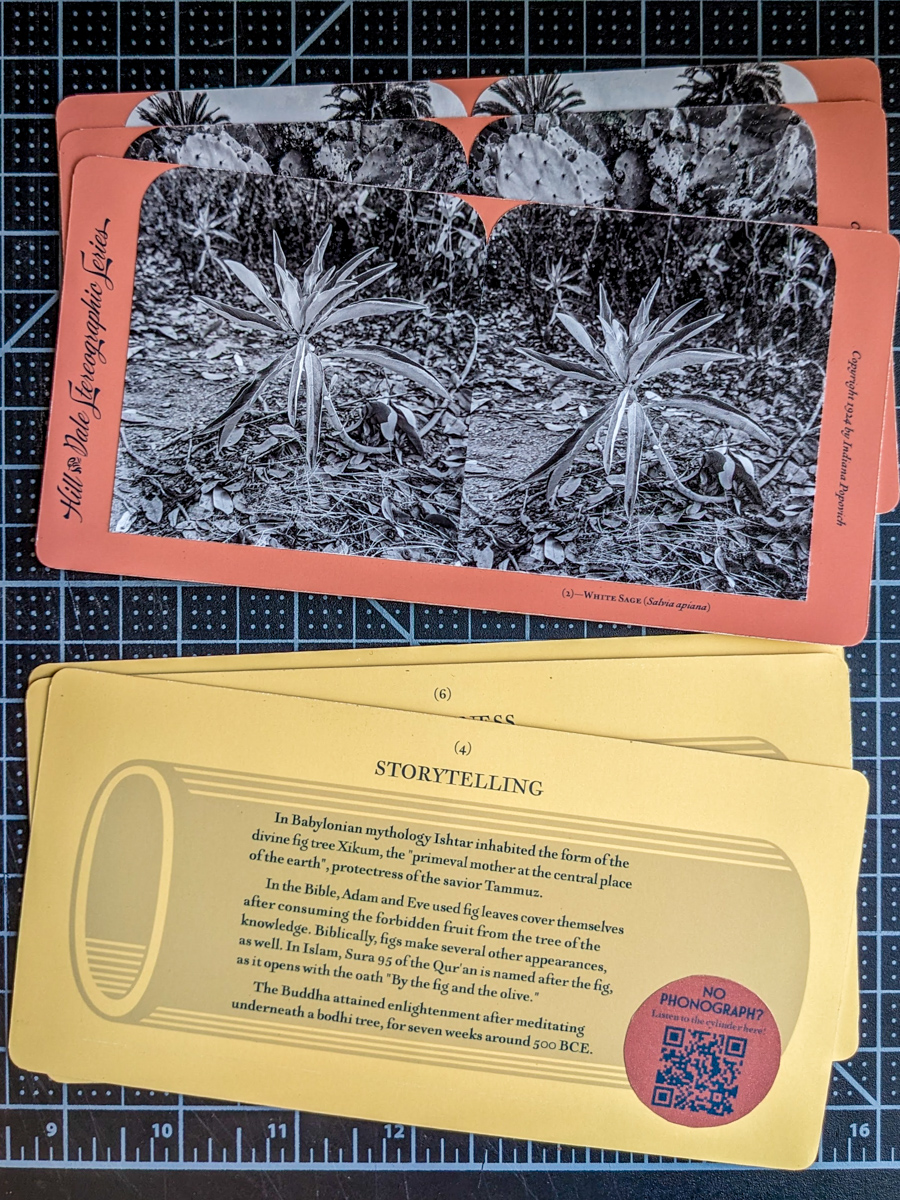 Hill & Dale Stereographic Series
Copyright 1924 by Indiana Popovich
(2)—White Sage (Salvia apiana)
(6)
(4)
STORYTELLING
In Babylonian mythology Ishtar inhabited the form of the
divine fig tree Xikum, the "primeval mother at the central place
of the earth", protectress of the savior Tammuz.
In the Bible, Adam and Eve used fig leaves cover themselves
after consuming the forbidden fruit from the tree of the
knowledge. Biblically, figs make several other appearances,
as well. In Islam, Sura 95 of the Qur'an is named after the fig,
as it opens with the oath "By the fig and the olive."
The Buddha attained enlightenment after meditating
underneath a bodhi tree, for seven weeks around 500 BCE.
NO
PHONOGRAPH?
Listen to the cylinder here!
9 10 11 12 16